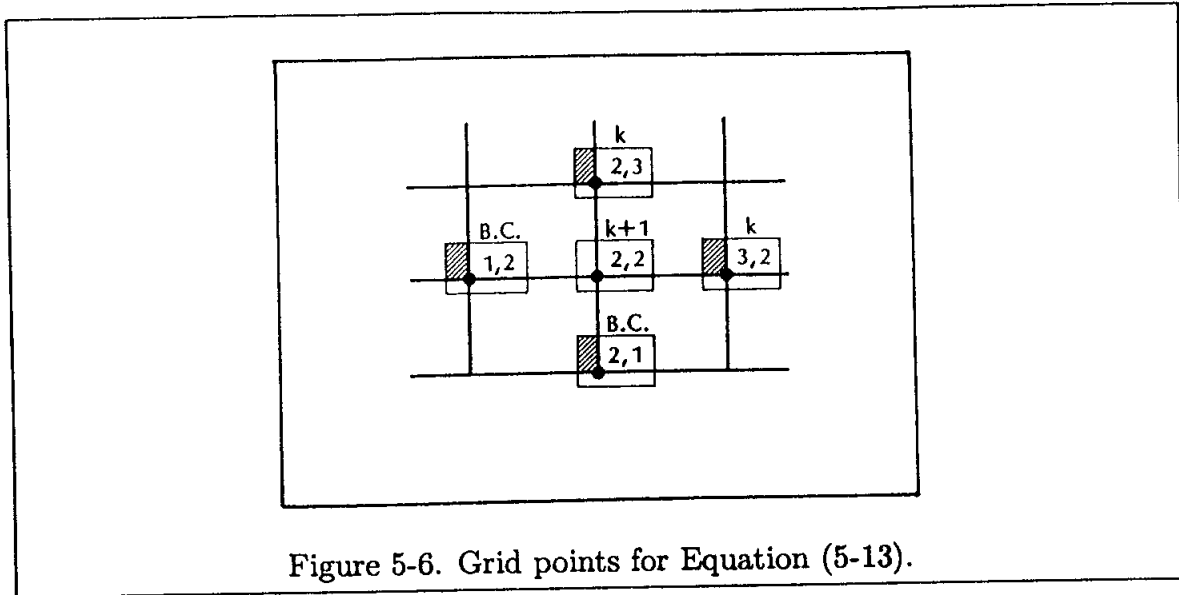 k
2,3
B.C. k+1 k
1,2 2,2 3,2
B.C.
2,1
Figure 5-6. Grid points for Equation (5-13).